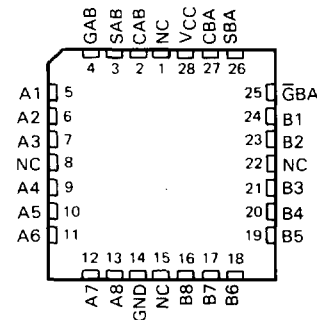 GAB SAB CAB NC VCC CBA SBA
4 3 2 1 28 27 26
A1 5 25 G̅BA
A2 6 24 B1
A3 7 23 B2
NC 8 22 NC
A4 9 21 B3
A5 10 20 B4
A6 11 19 B5
12 13 14 15 16 17 18
A7 A8 GND NC B8 B7 B6